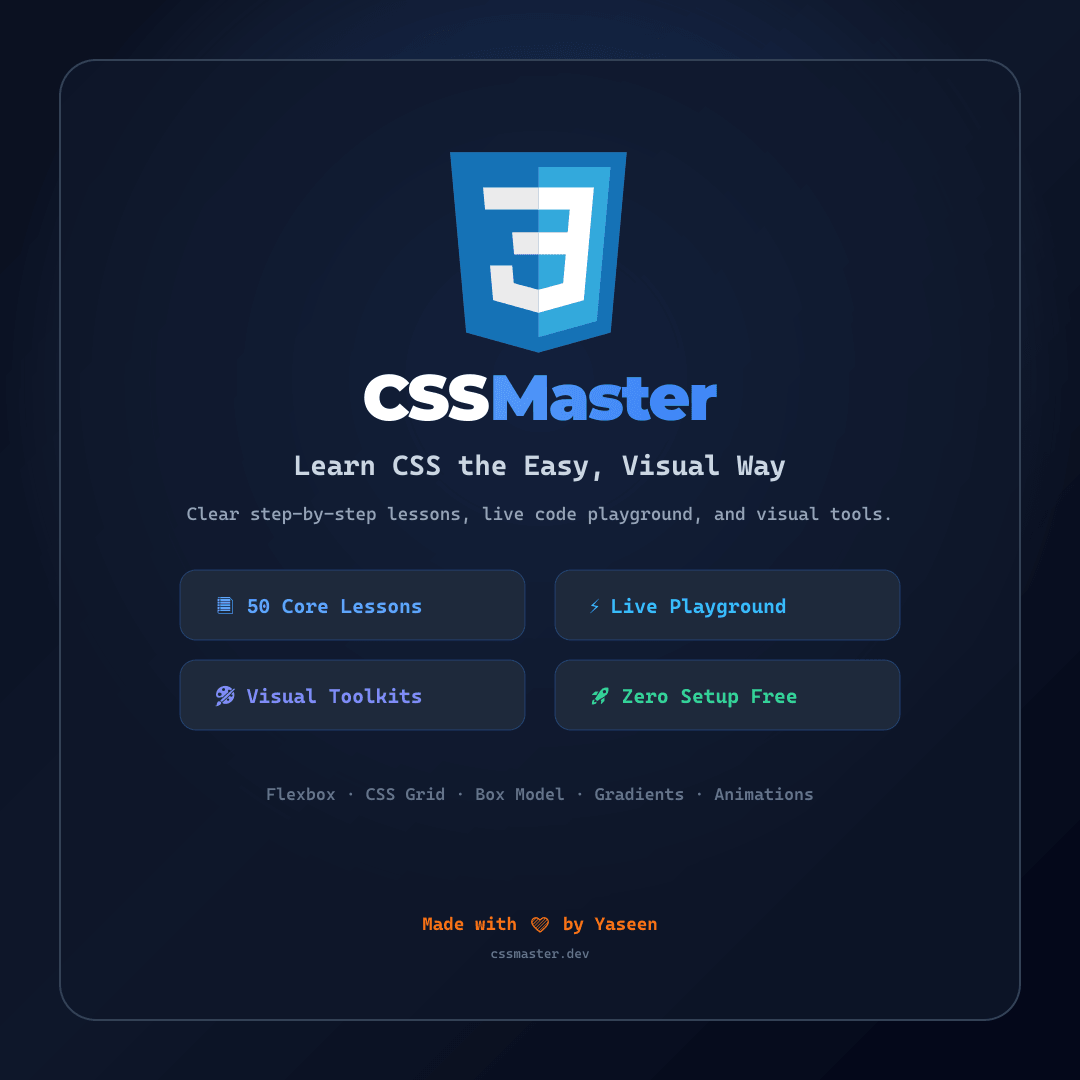 CSSMaster
Learn CSS the Easy, Visual Way
Clear step-by-step lessons, live code playground, and visual tools.
50 Core Lessons
⚡ Live Playground
Visual Toolkits
🚀 Zero Setup Free
Flexbox · CSS Grid · Box Model · Gradients · Animations
Made with ♡ by Yaseen
cssmaster.dev